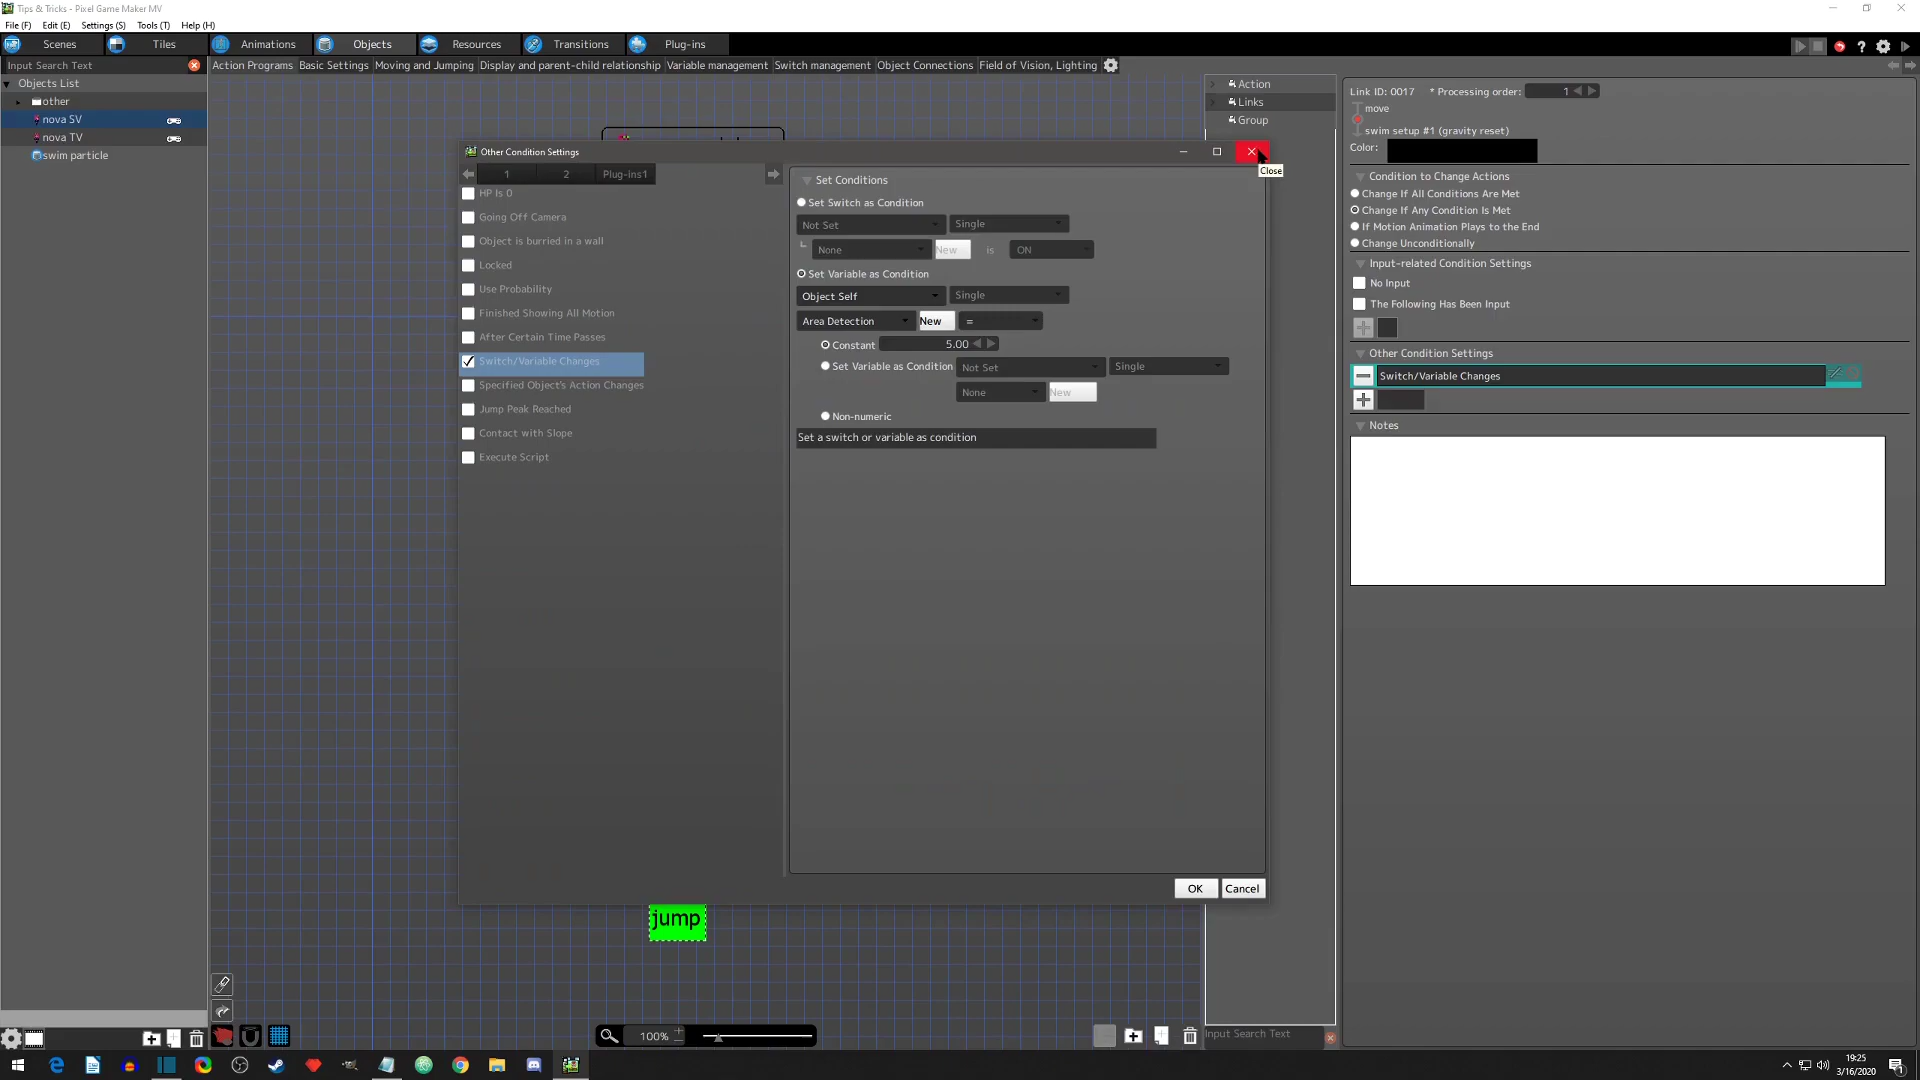 Tips & Tricks - Pixel Game Maker MV
File (F) Edit (E) Settings (S) Tools (T) Help (H)
Scenes Tiles Animations Objects Resources Transitions Plug-ins
Input Search Text
Action Programs Basic Settings Moving and Jumping Display and parent-child relationship Variable management Switch management Object Connections Field of Vision, Lighting
Objects List
other
nova SV
nova TV
swim particle
Action
Links
Group
Other Condition Settings
Close
1 2 Plug-ins1
HP Is 0
Going Off Camera
Object is burried in a wall
Locked
Use Probability
Finished Showing All Motion
After Certain Time Passes
Switch/Variable Changes
Specified Object's Action Changes
Jump Peak Reached
Contact with Slope
Execute Script
Set Conditions
Set Switch as Condition
Not Set Single
None New is ON
Set Variable as Condition
Object Self Single
Area Detection New =
Constant 5.00
Set Variable as Condition Not Set Single
None New
Non-numeric
Set a switch or variable as condition
OK Cancel
jump
100%
Input Search Text
Link ID: 0017 * Processing order: 1
move
swim setup #1 (gravity reset)
Color:
Condition to Change Actions
Change If All Conditions Are Met
Change If Any Condition Is Met
If Motion Animation Plays to the End
Change Unconditionally
Input-related Condition Settings
No Input
The Following Has Been Input
Other Condition Settings
Switch/Variable Changes
Notes
19:25
3/16/2020